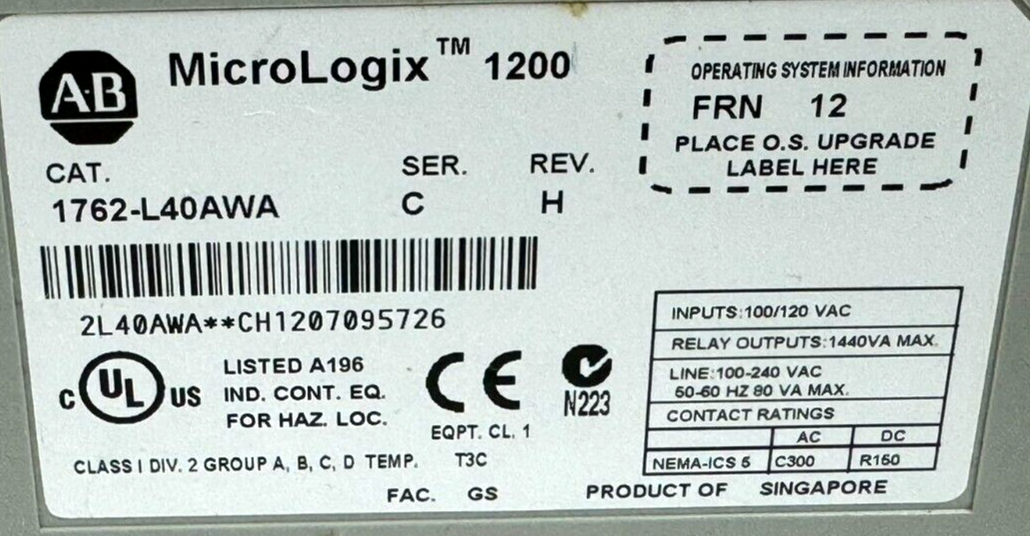 A·B
MicroLogix™ 1200
OPERATING SYSTEM INFORMATION
FRN 12
PLACE O.S. UPGRADE
LABEL HERE
CAT. SER. REV.
1762-L40AWA C H
2L40AWA**CH1207095726
INPUTS:100/120 VAC
RELAY OUTPUTS:1440VA MAX.
LINE:100-240 VAC
50-60 HZ 80 VA MAX.
CONTACT RATINGS
AC DC
NEMA-ICS 5 C300 R150
C UL US
LISTED A196
IND. CONT. EQ.
FOR HAZ. LOC.
CE
EQPT. CL. 1
N223
CLASS I DIV. 2 GROUP A, B, C, D TEMP. T3C
FAC. GS
PRODUCT OF SINGAPORE